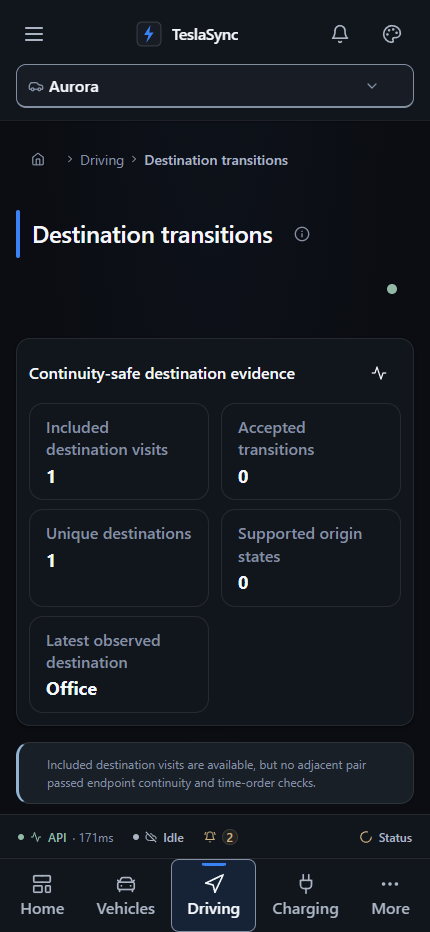 TeslaSync
Aurora
Driving
Destination transitions
Destination transitions
Continuity-safe destination evidence
Included
destination visits
1
Accepted
transitions
0
Unique destinations
1
Supported origin
states
0
Latest observed
destination
Office
Included destination visits are available, but no adjacent pair
passed endpoint continuity and time-order checks.
API · 171ms
Idle
2
Status
Home
Vehicles
Driving
Charging
More